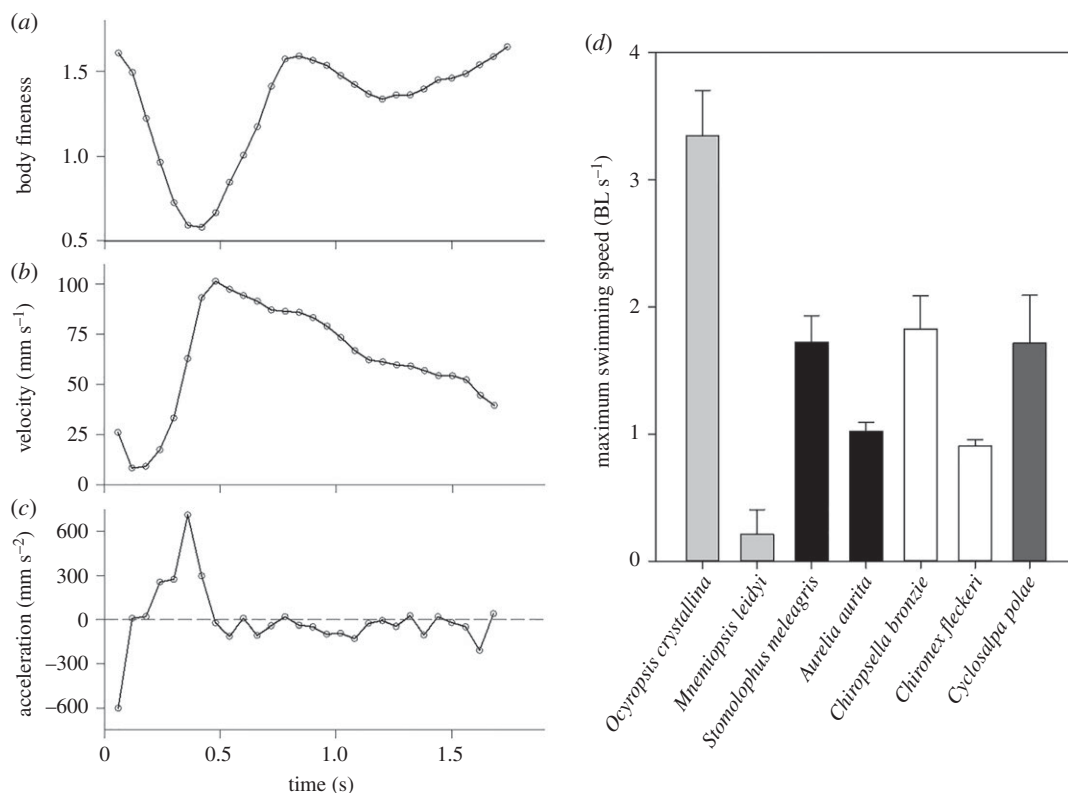 (a)
1.5
1.0
0.5
body fineness
(b)
100
75
50
25
0
velocity (mm s⁻¹)
(c)
600
300
0
−300
−600
acceleration (mm s⁻²)
0
0.5
1.0
1.5
time (s)
(d)
4
3
2
1
0
maximum swimming speed (BL s⁻¹)
Ocyropsis crystallina
Mnemiopsis leidyi
Stomolophus meleagris
Aurelia aurita
Chiropsella bronzie
Chironex fleckeri
Cyclosalpa polae